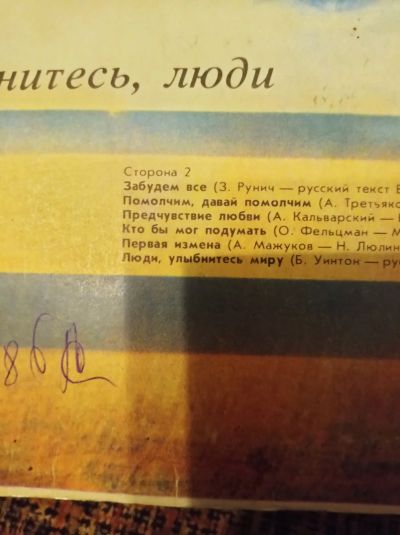 нитесь, люди
Сторона 2
Забудем все (З. Рунич — русский текст
Помолчим, давай помолчим (А. Третьяко
Предчувствие любви (А. Кальварский —
Кто бы мог подумать (О. Фельцман — М
Первая измена (А. Мажуков — Н. Люлин
Люди, улыбнитесь миру (Б. Уинтон — ру
86